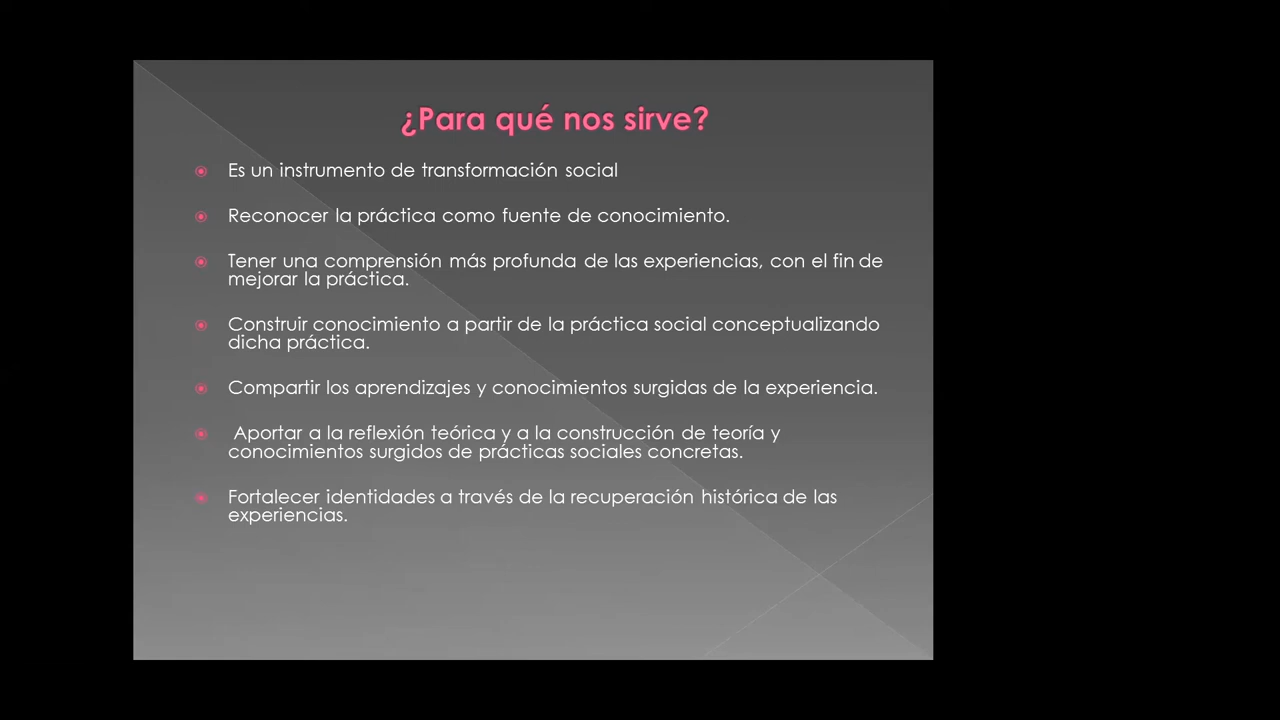 ¿Para qué nos sirve?
Es un instrumento de transformación social
Reconocer la práctica como fuente de conocimiento.
Tener una comprensión más profunda de las experiencias, con el fin de
mejorar la práctica.
Construir conocimiento a partir de la práctica social conceptualizando
dicha práctica.
Compartir los aprendizajes y conocimientos surgidas de la experiencia.
Aportar a la reflexión teórica y a la construcción de teoría y
conocimientos surgidos de prácticas sociales concretas.
Fortalecer identidades a través de la recuperación histórica de las
experiencias.